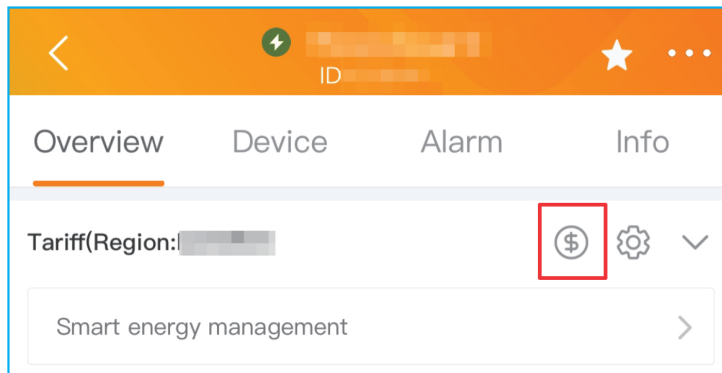 ID
Overview Device Alarm Info
Tariff(Region:
$
Smart energy management